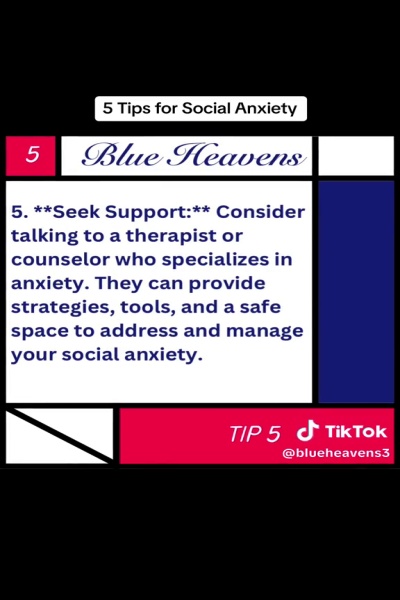 5 Tips for Social Anxiety
5
Blue Heavens
5. **Seek Support:** Consider
talking to a therapist or
counselor who specializes in
anxiety. They can provide
strategies, tools, and a safe
space to address and manage
your social anxiety.
TIP 5
TikTok
@blueheavens3